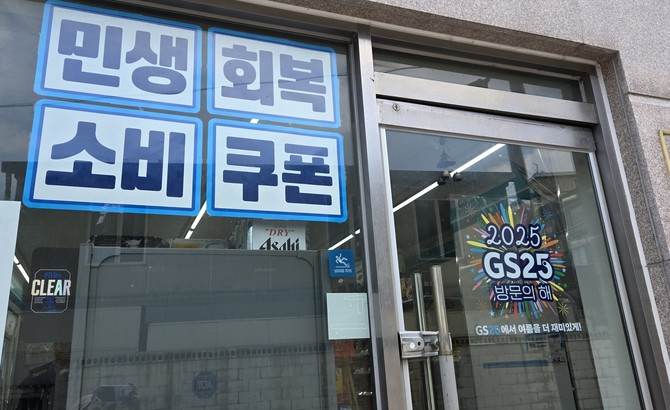 민생 회복
소비 쿠폰
"DRY"
Asahi
CLEAR
2025
GS25
방문의 해
GS25에서 여름을 더 재미있게!